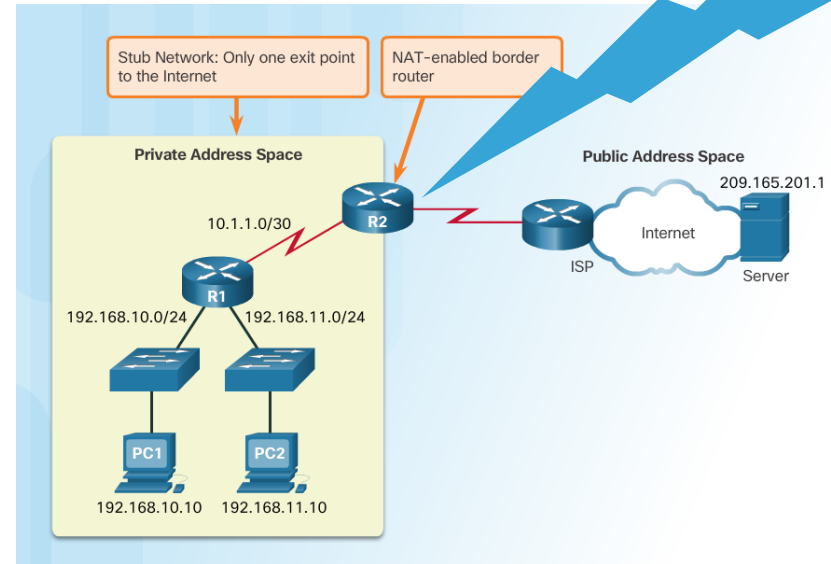 Stub Network: Only one exit point
to the Internet
NAT-enabled border
router
Private Address Space
Public Address Space
209.165.201.1
R2
10.1.1.0/30
Internet
ISP
Server
R1
192.168.10.0/24
192.168.11.0/24
PC1
PC2
192.168.10.10
192.168.11.10